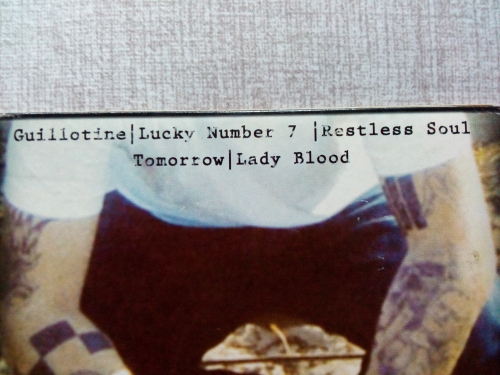 Guillotine|Lucky Number 7 |Restless Soul
Tomorrow|Lady Blood